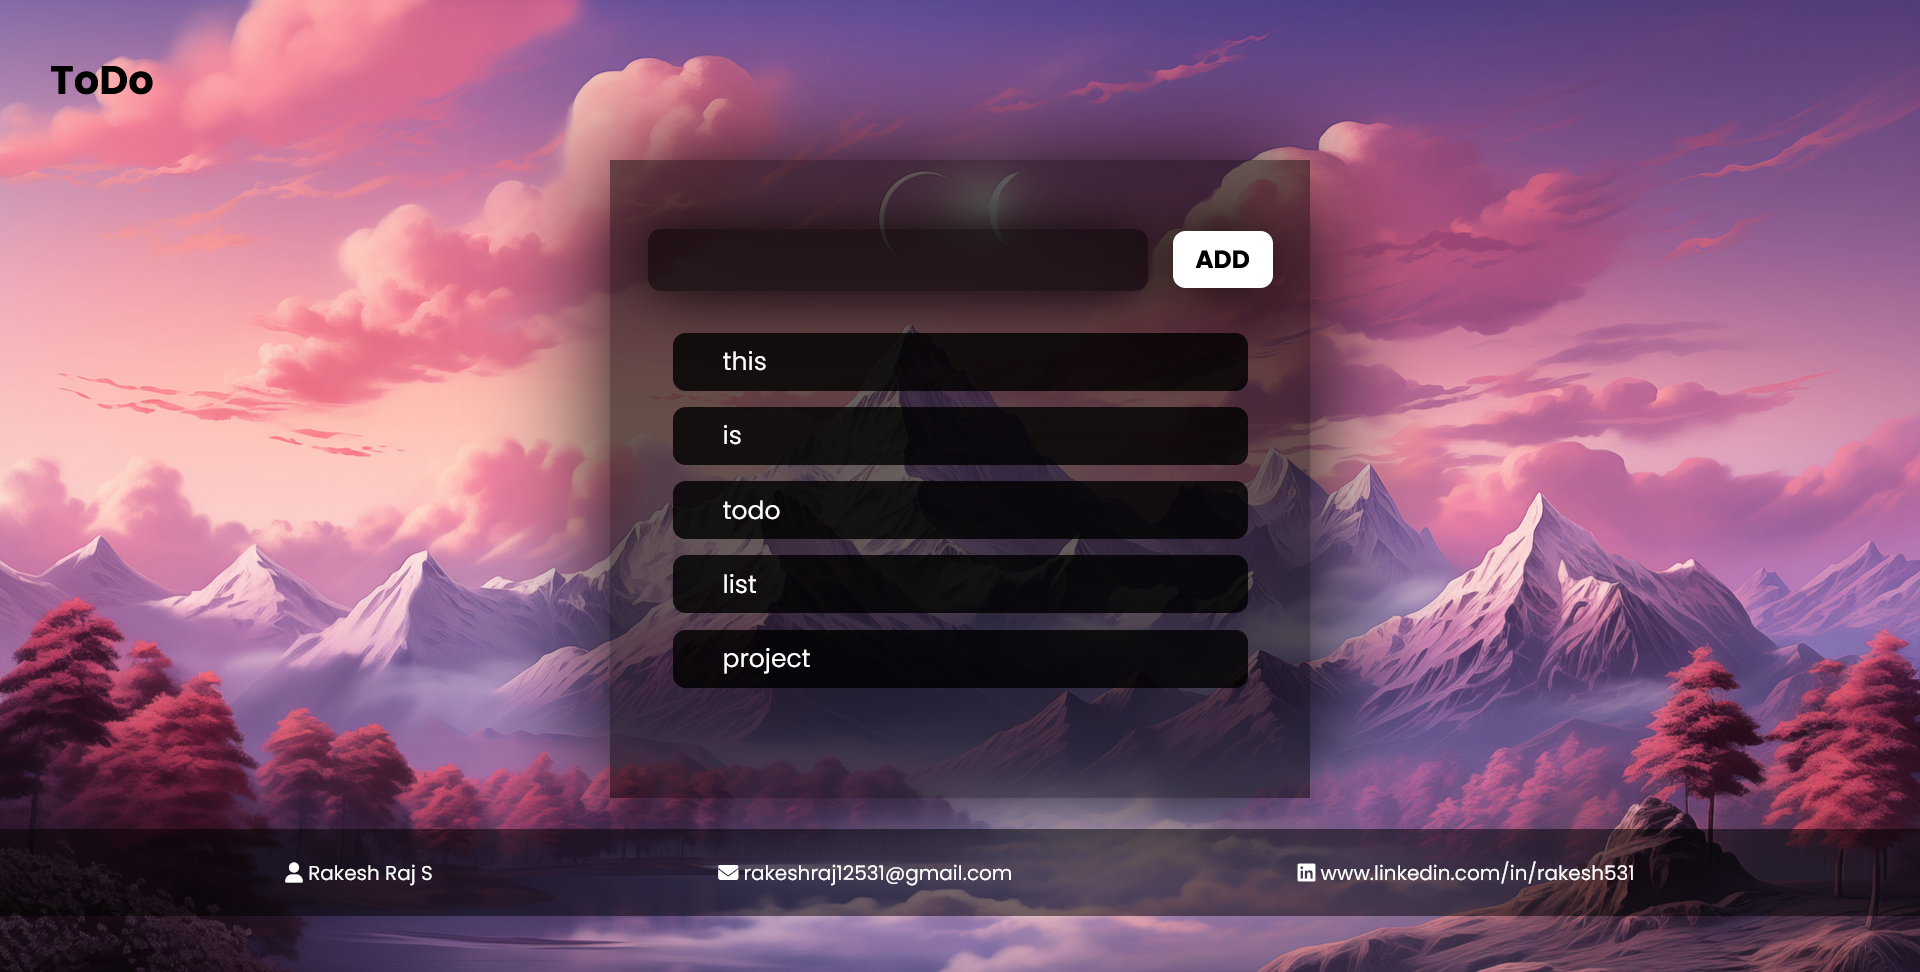 ToDo
ADD
this
is
todo
list
project
Rakesh Raj S
rakeshraj12531@gmail.com
www.linkedin.com/in/rakesh531